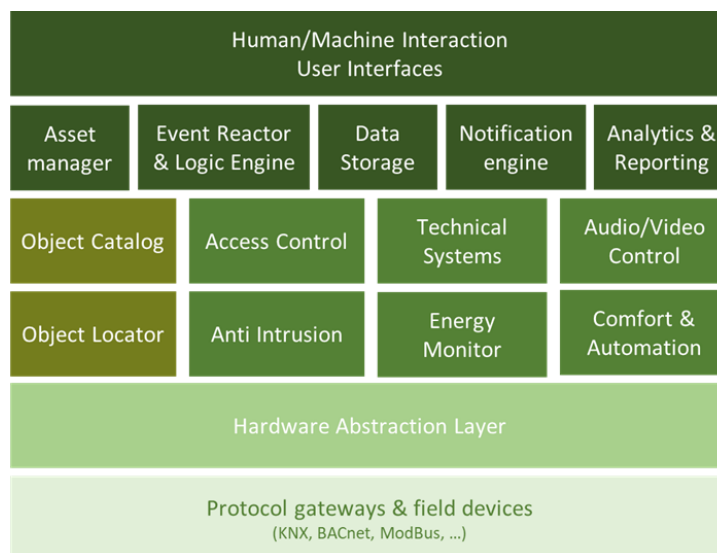 Human/Machine Interaction
User Interfaces
Asset
manager
Event Reactor
& Logic Engine
Data
Storage
Notification
engine
Analytics &
Reporting
Object Catalog
Access Control
Technical
Systems
Audio/Video
Control
Object Locator
Anti Intrusion
Energy
Monitor
Comfort &
Automation
Hardware Abstraction Layer
Protocol gateways & field devices
(KNX, BACnet, ModBus, ...)